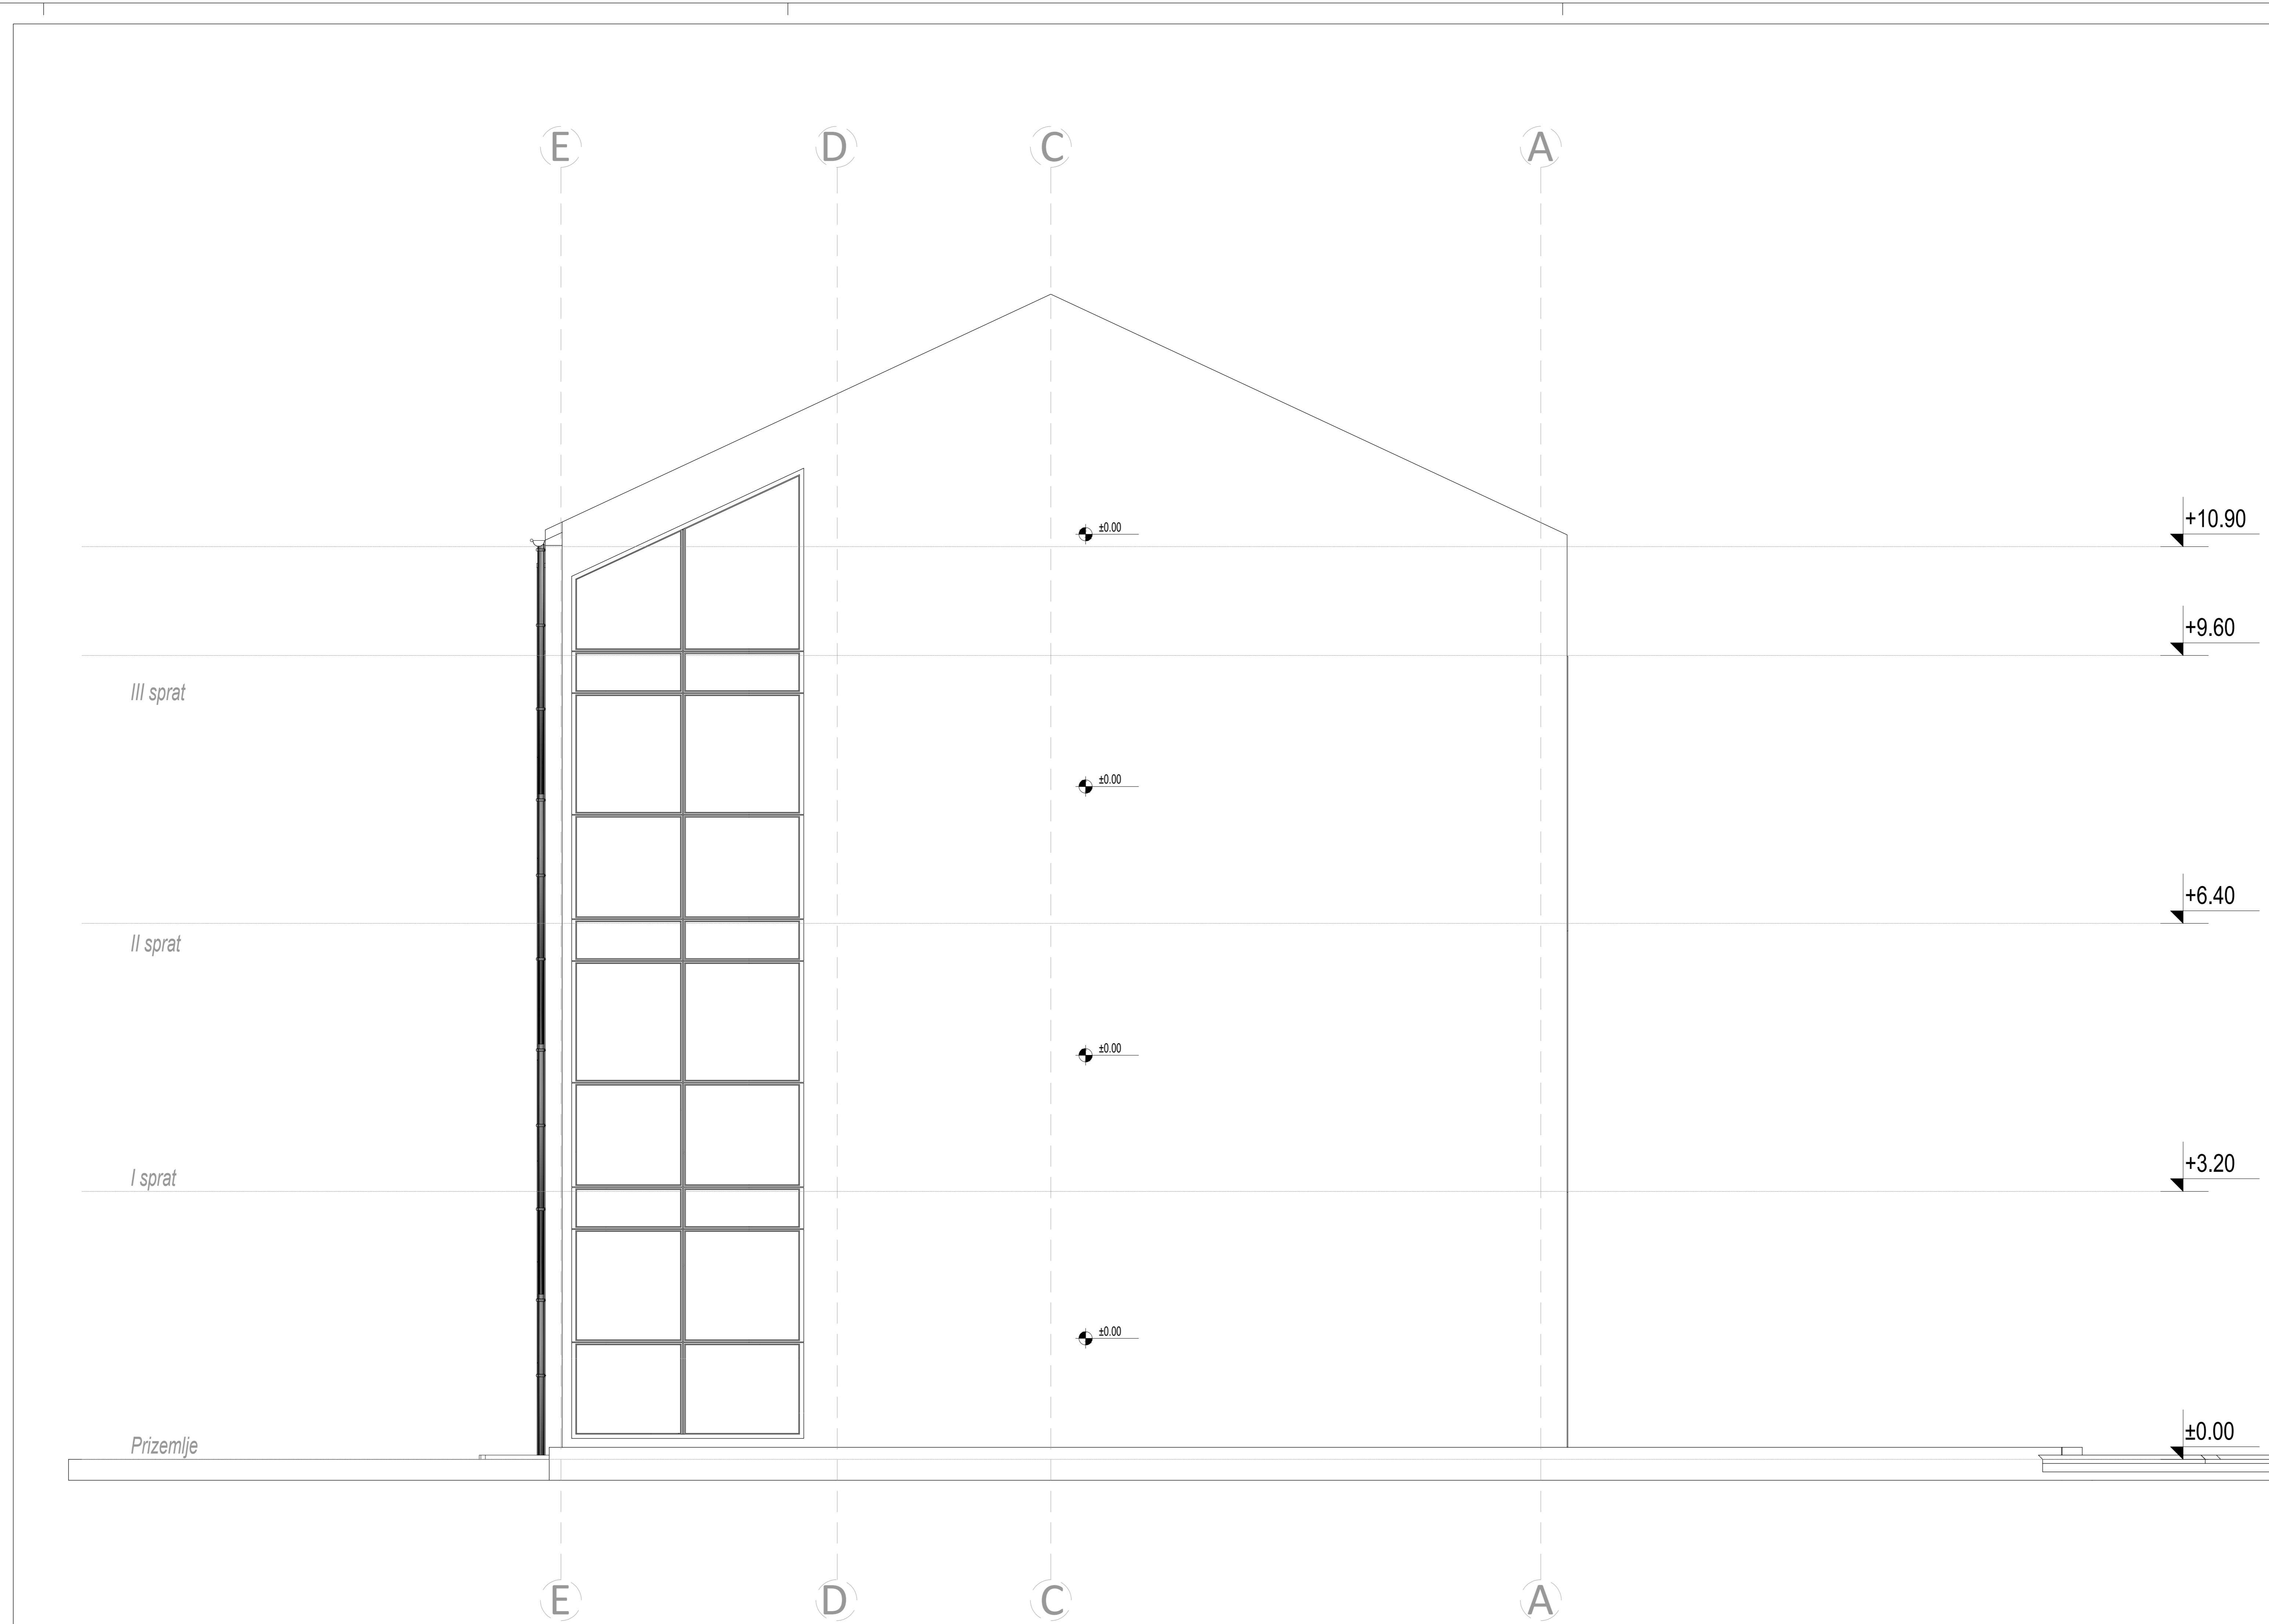 E D C A
±0.00
+10.90
+9.60
III sprat
±0.00
+6.40
II sprat
±0.00
+3.20
I sprat
±0.00
±0.00
Prizemlje
E D C A